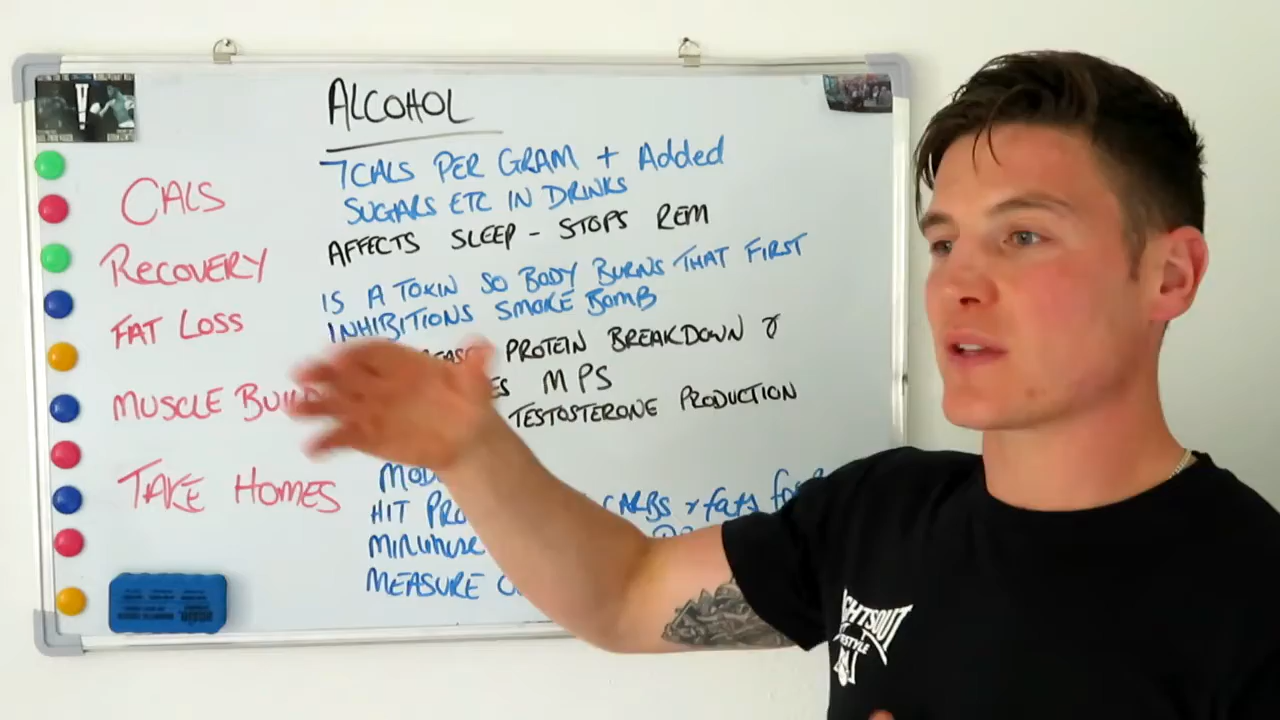 ALCOHOL
CALS
7CALS PER GRAM + Added
SUGARS ETC IN DRINKS
RECOVERY
AFFECTS SLEEP - STOPS REM
FAT LOSS
IS A TOXIN SO BODY BURNS THAT FIRST
INHIBITIONS SMOKE BOMB
MUSCLE BUILD
PROTEIN BREAKDOWN &
MPS
TESTOSTERONE PRODUCTION
TAKE HOMES
HIT CARBS & fats
MINIMISE
MEASURE